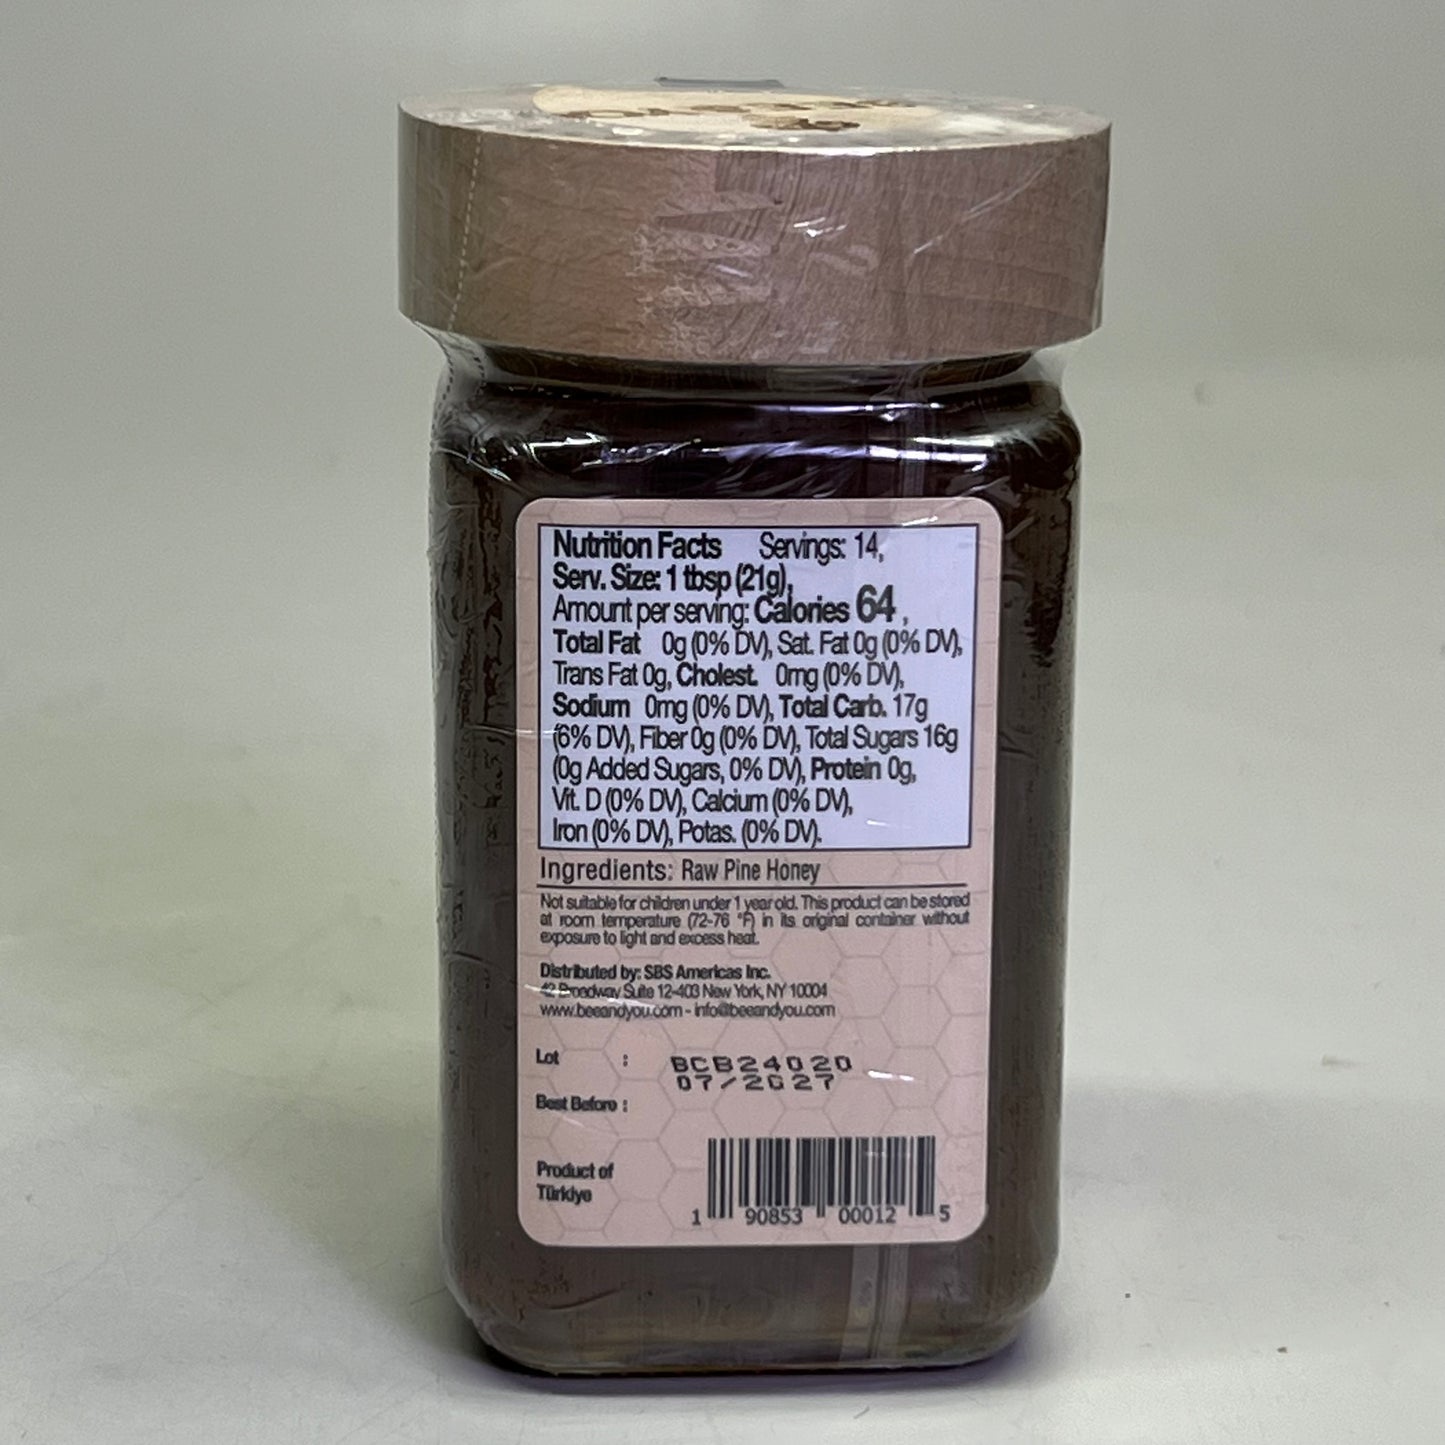 Nutrition Facts Servings: 14,
Serv. Size: 1 tbsp (21g),
Amount per serving: Calories 64 ,
Total Fat 0g (0% DV), Sat. Fat 0g (0% DV),
Trans Fat 0g, Cholest. 0mg (0% DV),
Sodium 0mg (0% DV), Total Carb. 17g
(6% DV), Fiber 0g (0% DV), Total Sugars 16g
(0g Added Sugars, 0% DV), Protein 0g,
Vit. D (0% DV), Calcium (0% DV),
Iron (0% DV), Potas. (0% DV).
Ingredients: Raw Pine Honey
Not suitable for children under 1 year old. This product can be stored
at room temperature (72-76 °F) in its original container without
exposure to light and excess heat.
Distributed by: SBS Americas Inc.
42 Broadway Suite 12-403 New York, NY 10004
www.beeandyou.com - info@beeandyou.com
Lot : BCB24020
07/2027
Best Before :
Product of
Türkiye
1 90853 00012 5